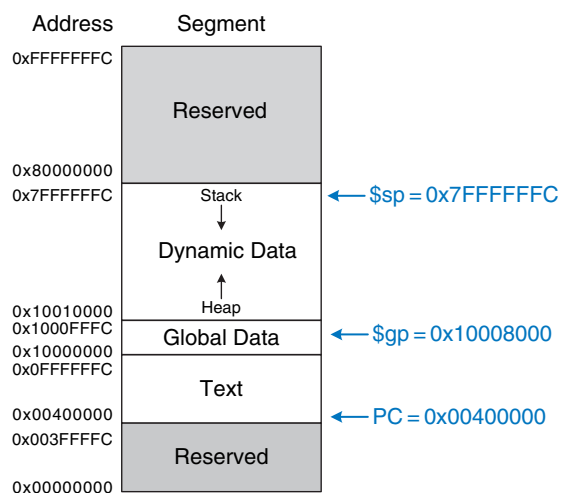 Address Segment
0xFFFFFFFC
Reserved
0x80000000
0x7FFFFFFC Stack $sp = 0x7FFFFFFC
Dynamic Data
0x10010000 Heap
0x1000FFFC
Global Data $gp = 0x10008000
0x10000000
0x0FFFFFFC
Text
0x00400000 PC = 0x00400000
0x003FFFFC
Reserved
0x00000000